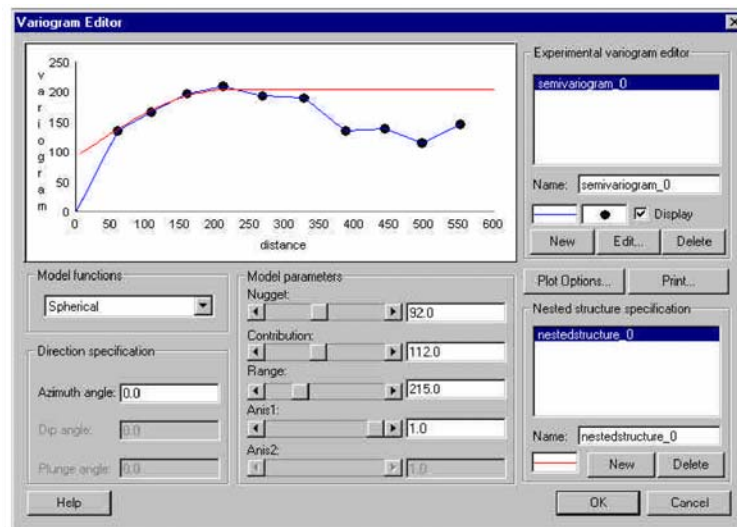 Variogram Editor
variogram
250
200
150
100
50
0
0 50 100 150 200 250 300 350 400 450 500 550 600
distance
Experimental variogram editor
semivariogram_0
Name: semivariogram_0
Display
New Edit... Delete
Plot Options... Print...
Model functions
Spherical
Direction specification
Azimuth angle: 0.0
Dip angle: 0.0
Plunge angle: 0.0
Model parameters
Nugget:
92.0
Contribution:
112.0
Range:
215.0
Anis1:
1.0
Anis2:
1.0
Nested structure specification
nestedstructure_0
Name: nestedstructure_0
New Delete
Help
OK Cancel